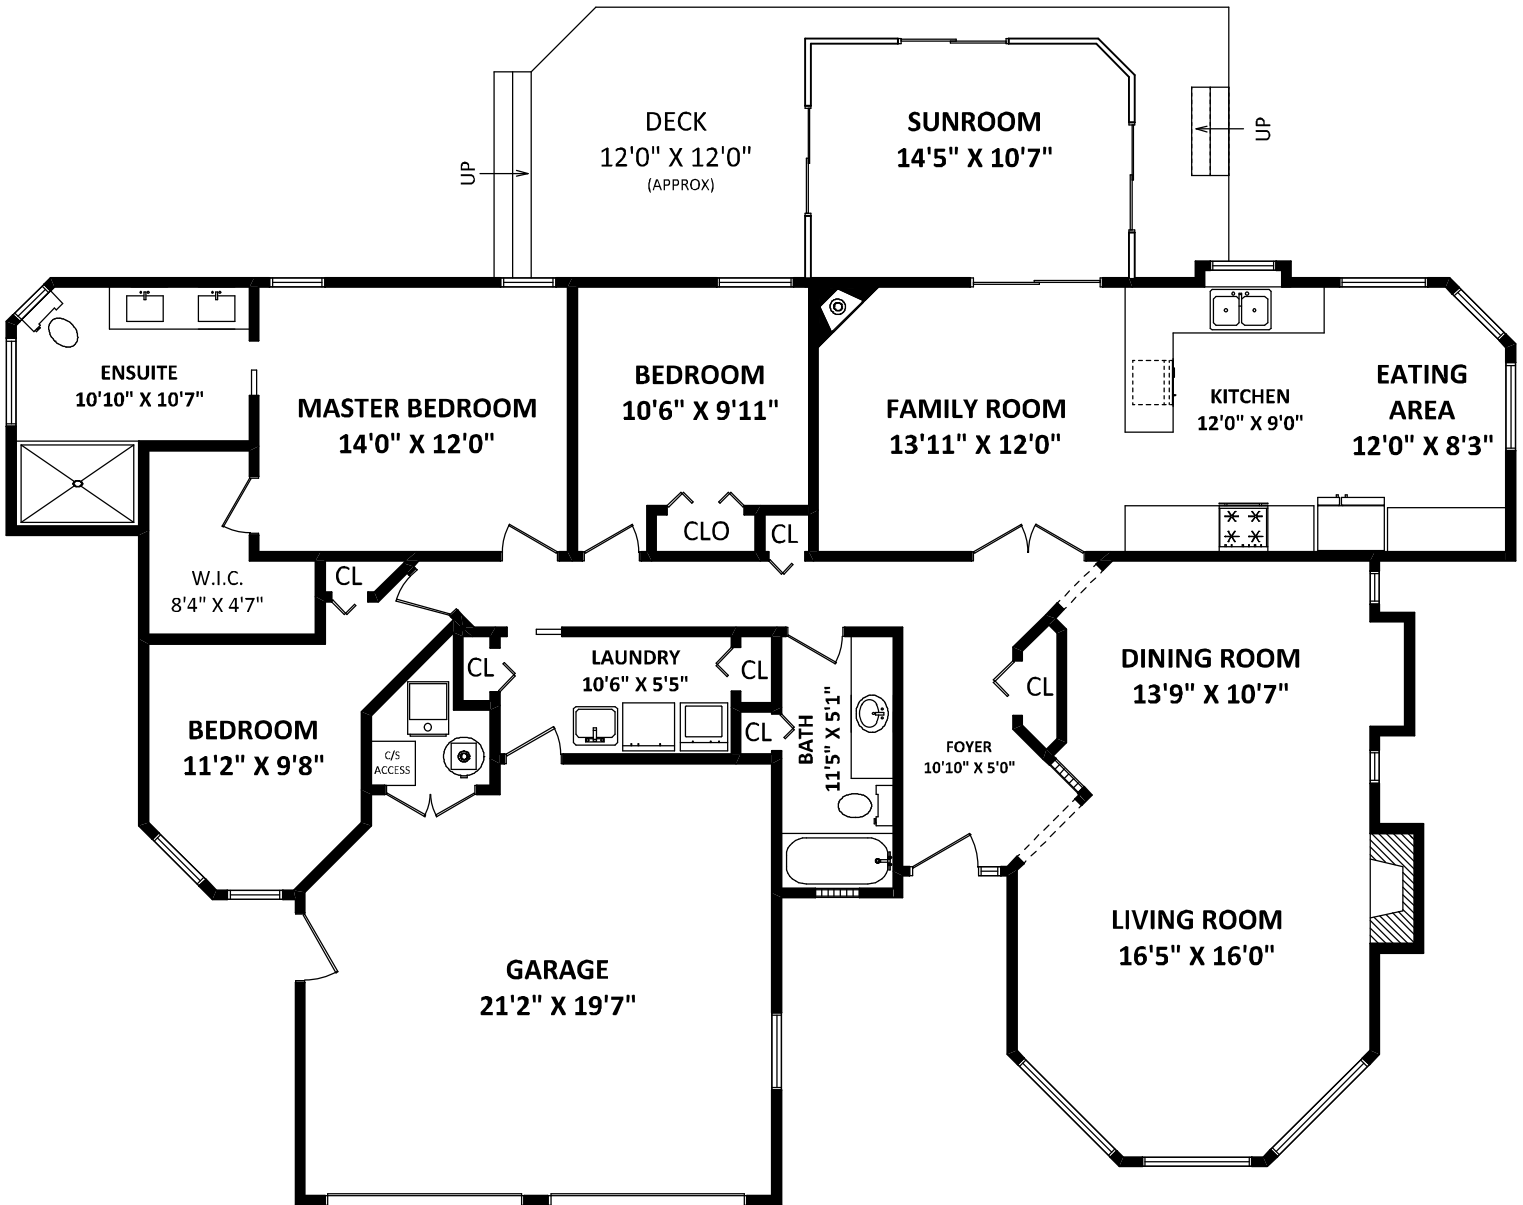 DECK
12'0" X 12'0"
(APPROX)
UP
SUNROOM
14'5" X 10'7"
UP
ENSUITE
10'10" X 10'7"
MASTER BEDROOM
14'0" X 12'0"
BEDROOM
10'6" X 9'11"
CLO
CL
FAMILY ROOM
13'11" X 12'0"
KITCHEN
12'0" X 9'0"
EATING
AREA
12'0" X 8'3"
W.I.C.
8'4" X 4'7"
CL
CL
LAUNDRY
10'6" X 5'5"
CL
CL
BATH
11'5" X 5'1"
CL
FOYER
10'10" X 5'0"
DINING ROOM
13'9" X 10'7"
BEDROOM
11'2" X 9'8"
C/S
ACCESS
GARAGE
21'2" X 19'7"
LIVING ROOM
16'5" X 16'0"